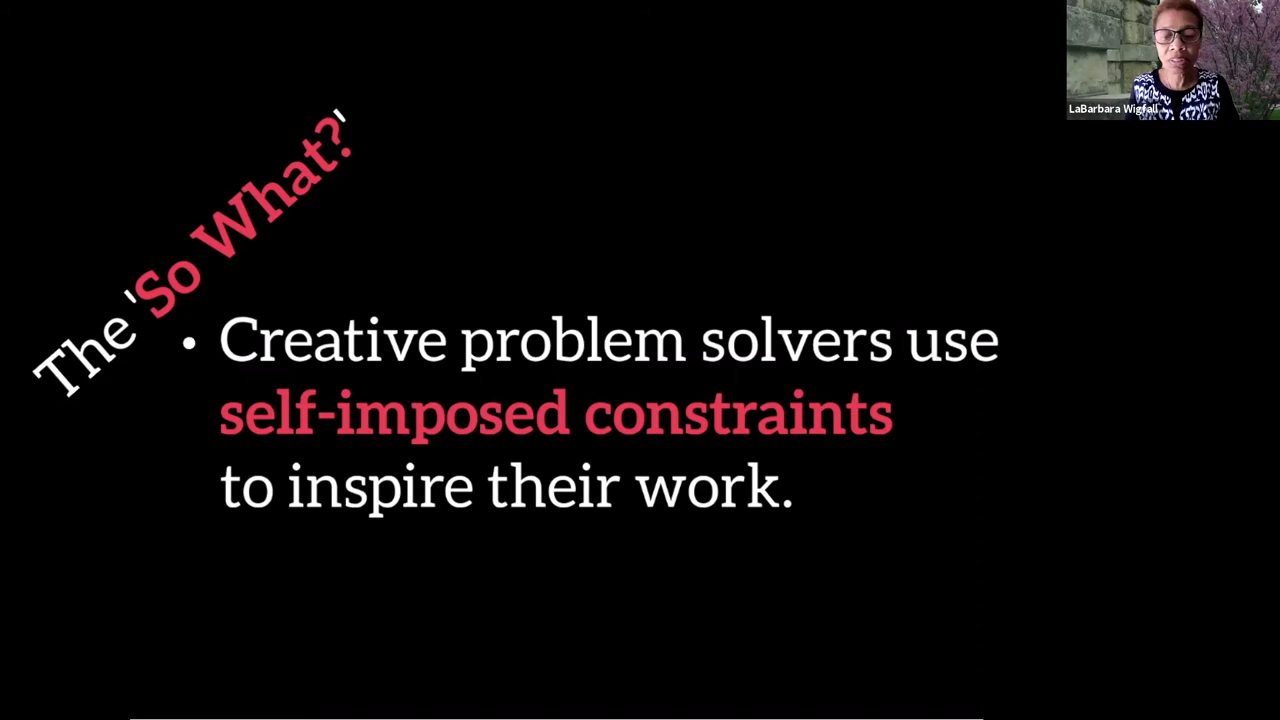 The 'So What?'
• Creative problem solvers use
self-imposed constraints
to inspire their work.
LaBarbara Wigfall